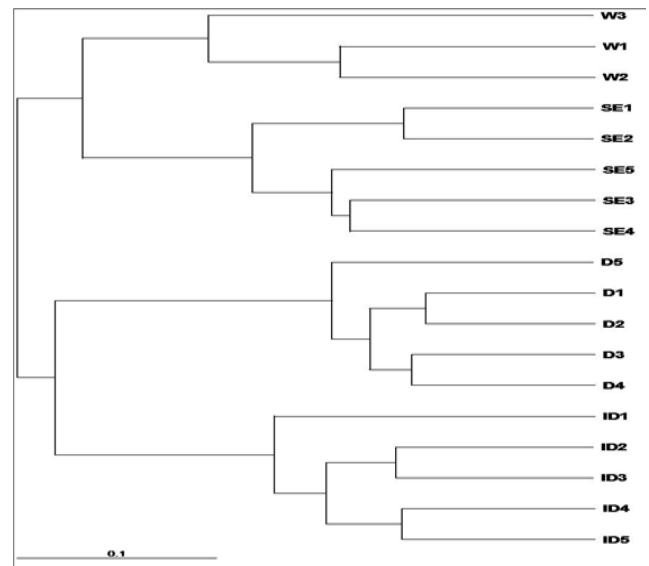 W3
W1
W2
SE1
SE2
SE5
SE3
SE4
D5
D1
D2
D3
D4
ID1
ID2
ID3
ID4
ID5
0.1